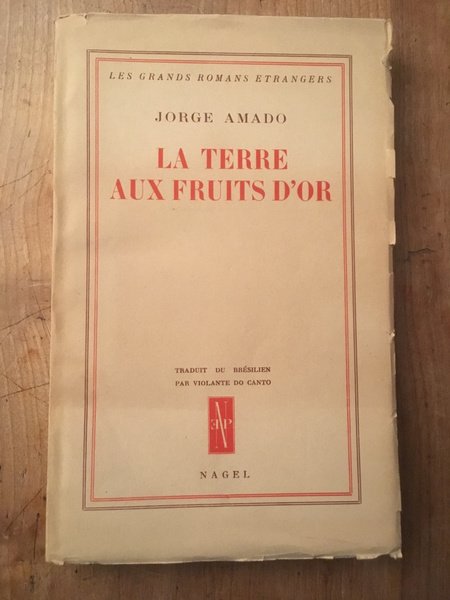 LES GRANDS ROMANS ETRANGERS
JORGE AMADO
LA TERRE
AUX FRUITS D'OR
TRADUIT DU BRÉSILIEN
PAR VIOLANTE DO CANTO
NAGEL